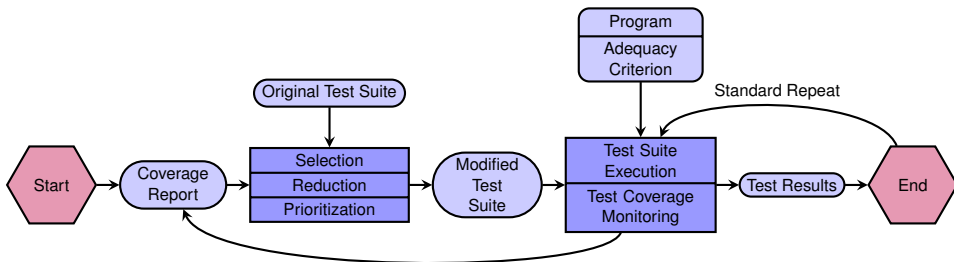 Program
Adequacy
Criterion
Original Test Suite
Standard Repeat
Start
Coverage
Report
Selection
Reduction
Prioritization
Modified
Test
Suite
Test Suite
Execution
Test Coverage
Monitoring
Test Results
End